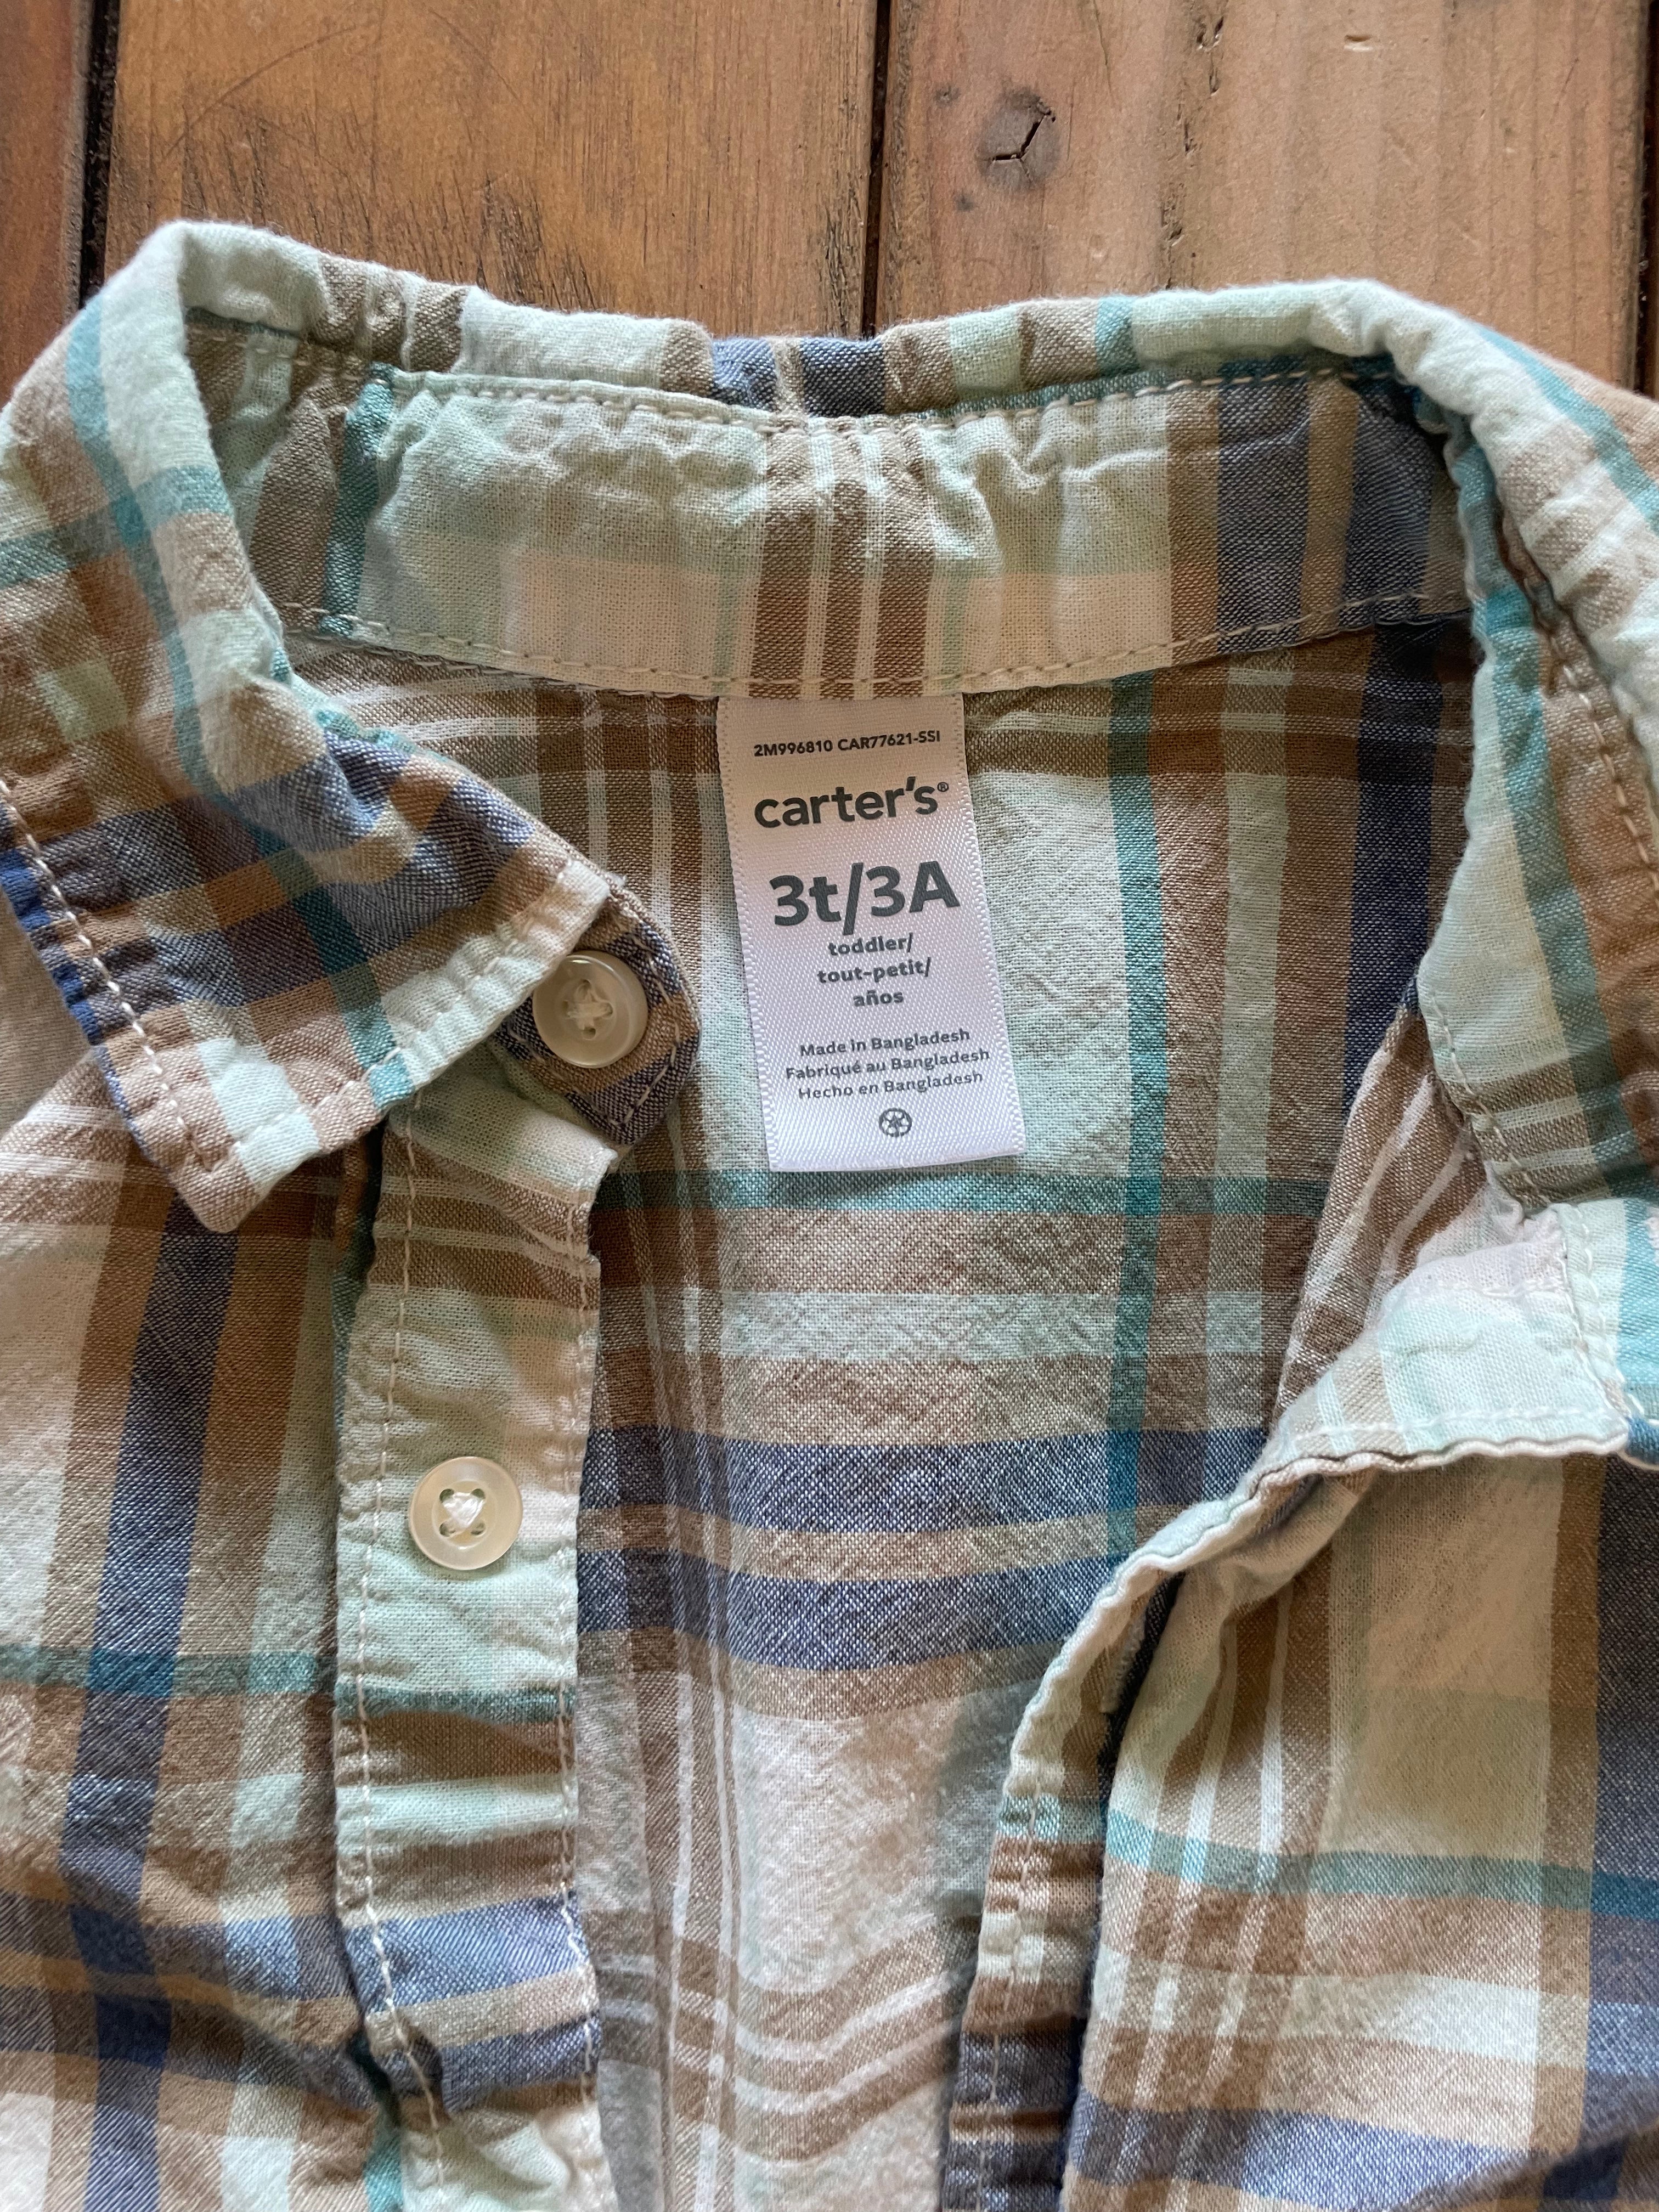 2M996810 CAR77621-SSI
carter's®
3t/3A
toddler/
tout-petit/
años
Made in Bangladesh
Fabriqué au Bangladesh
Hecho en Bangladesh